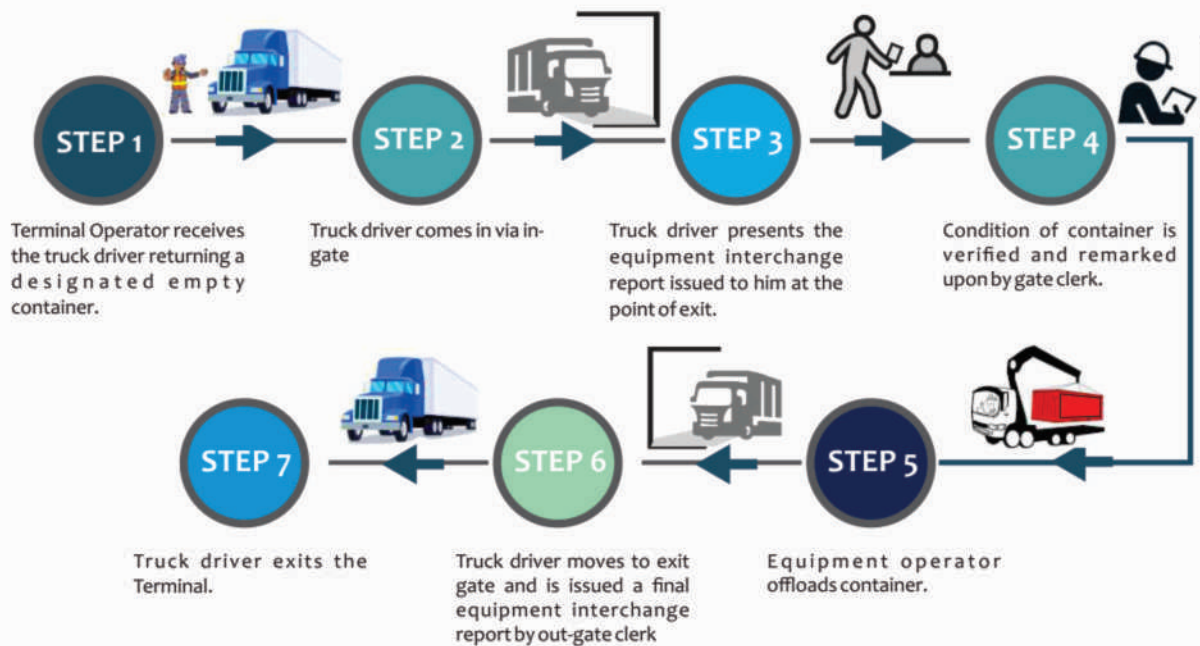 STEP 1
Terminal Operator receives
the truck driver returning a
designated empty
container.
STEP 2
Truck driver comes in via in-
gate
STEP 3
Truck driver presents the
equipment interchange
report issued to him at the
point of exit.
STEP 4
Condition of container is
verified and remarked
upon by gate clerk.
STEP 5
Equipment operator
offloads container.
STEP 6
Truck driver moves to exit
gate and is issued a final
equipment interchange
report by out-gate clerk
STEP 7
Truck driver exits the
Terminal.